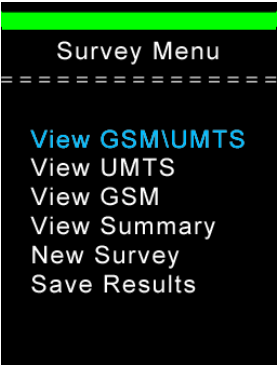 Survey Menu
===============
View GSM\UMTS
View UMTS
View GSM
View Summary
New Survey
Save Results